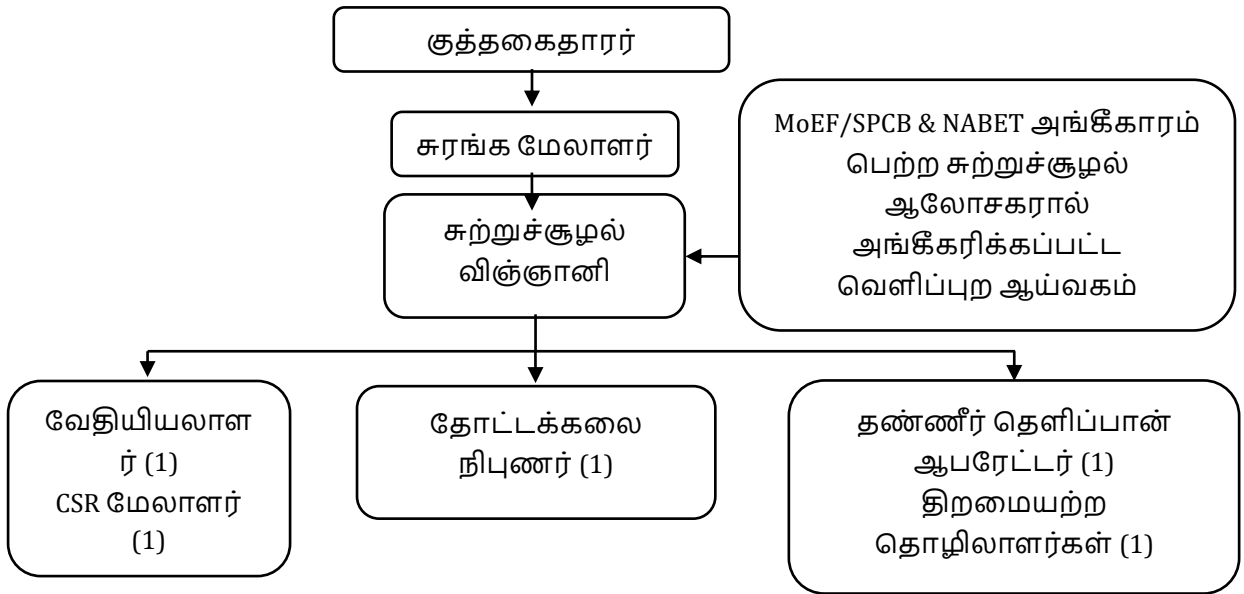 குத்தகைதாரர்
சுரங்க மேலாளர்
சுற்றுச்சூழல்
விஞ்ஞானி
MoEF/SPCB & NABET அங்கீகாரம்
பெற்ற சுற்றுச்சூழல்
ஆலோசகரால்
அங்கீகரிக்கப்பட்ட
வெளிப்புற ஆய்வகம்
வேதியியலாள
ர் (1)
CSR மேலாளர்
(1)
தோட்டக்கலை
நிபுணர் (1)
தண்ணீர் தெளிப்பான்
ஆபரேட்டர் (1)
திறமையற்ற
தொழிலாளர்கள் (1)